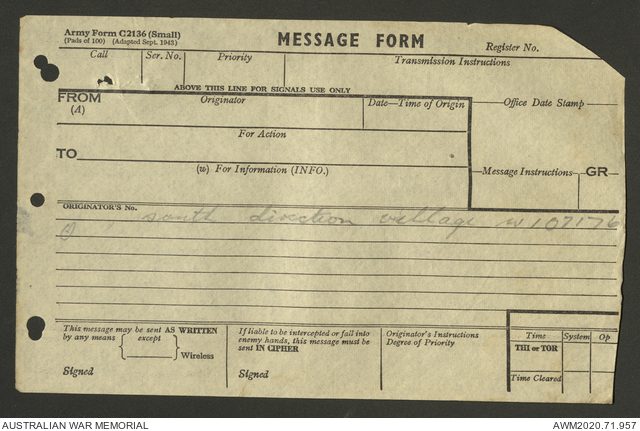 Army Form C2136 (Small)
(Pads of 100) (Adapted Sept. 1943)
MESSAGE FORM
Register No.
Call
Ser. No.
Priority
Transmission Instructions
ABOVE THIS LINE FOR SIGNALS USE ONLY
FROM
(A)
Originator
Date—Time of Origin
Office Date Stamp
For Action
TO
(w) For Information (INFO.)
Message Instructions
GR
ORIGINATOR'S No.
south direction village 107176
This message may be sent AS WRITTEN
by any means { except }
Wireless
Signed
If liable to be intercepted or fall into
enemy hands, this message must be
sent IN CIPHER
Signed
Originator's Instructions
Degree of Priority
Time
System
Op
THI or TOR
Time Cleared
AUSTRALIAN WAR MEMORIAL
AWM2020.71.957